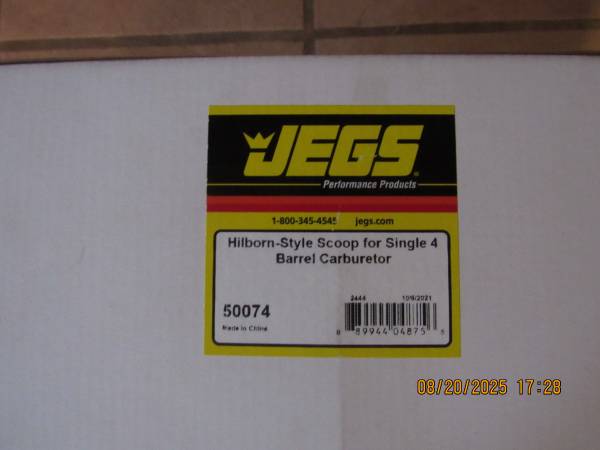 JEGS
Performance Products
1-800-345-4545 jegs.com
Hilborn-Style Scoop for Single 4
Barrel Carburetor
2444 10/6/2021
50074
Made in China
8 89944 04875 5
08/20/2025 17:28